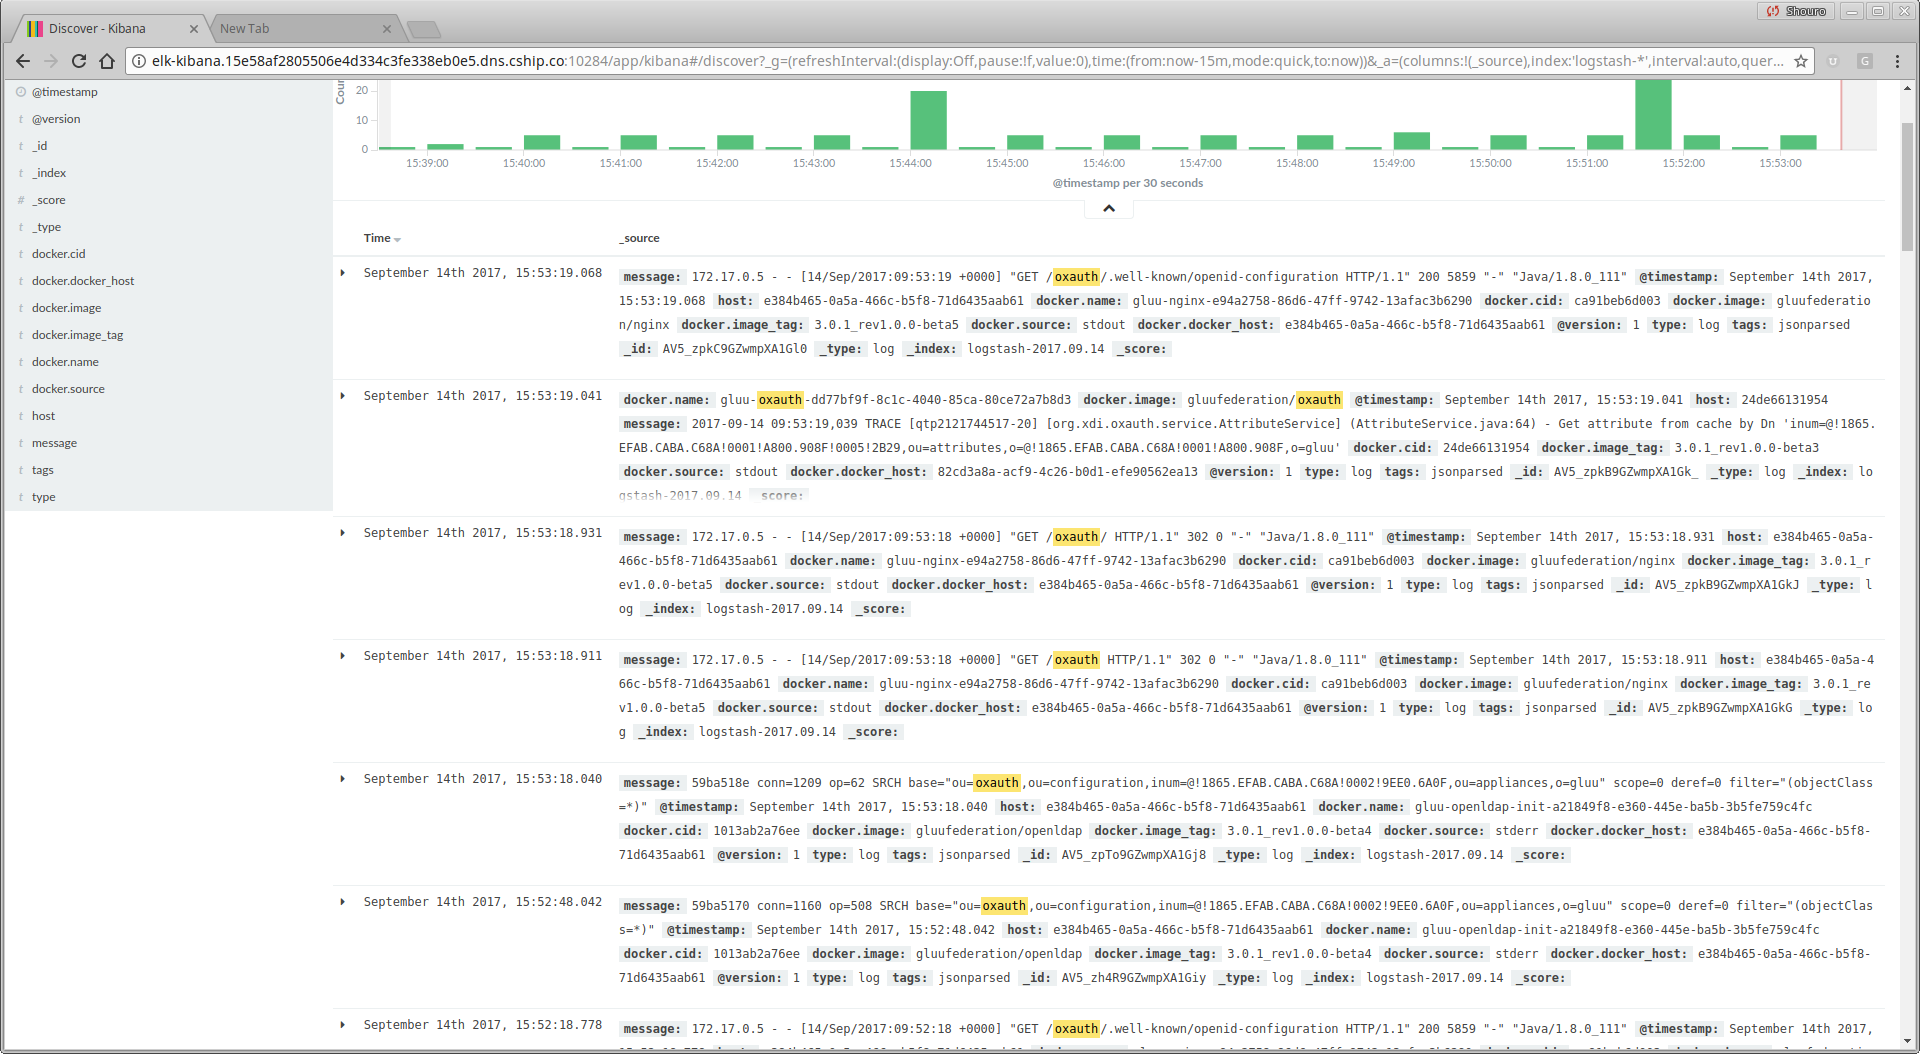 Shouro
Discover - Kibana
New Tab
elk-kibana.15e58af2805506e4d334c3fe338eb0e5.dns.cship.co:10284/app/kibana#/discover?_g=(refreshInterval:(display:Off,pause:!f,value:0),time:(from:now-15m,mode:quick,to:now))&_a=(columns:!(_source),index:'logstash-*',interval:auto,quer...
@timestamp
t @version
t _id
t _index
# _score
t _type
t docker.cid
t docker.docker_host
t docker.image
t docker.image_tag
t docker.name
t docker.source
t host
t message
t tags
t type
20
10
0
15:39:00 15:40:00 15:41:00 15:42:00 15:43:00 15:44:00 15:45:00 15:46:00 15:47:00 15:48:00 15:49:00 15:50:00 15:51:00 15:52:00 15:53:00
@timestamp per 30 seconds
Time _source
September 14th 2017, 15:53:19.068
message: 172.17.0.5 - - [14/Sep/2017:09:53:19 +0000] "GET /oxauth/.well-known/openid-configuration HTTP/1.1" 200 5859 "-" "Java/1.8.0_111" @timestamp: September 14th 2017,
15:53:19.068 host: e384b465-0a5a-466c-b5f8-71d6435aab61 docker.name: gluu-nginx-e94a2758-86d6-47ff-9742-13afac3b6290 docker.cid: ca91beb6d003 docker.image: gluufederatio
n/nginx docker.image_tag: 3.0.1_rev1.0.0-beta5 docker.source: stdout docker.docker_host: e384b465-0a5a-466c-b5f8-71d6435aab61 @version: 1 type: log tags: jsonparsed
_id: AV5_zpkC9GZwmpXA1Gl0 _type: log _index: logstash-2017.09.14 _score:
September 14th 2017, 15:53:19.041
docker.name: gluu-oxauth-dd77bf9f-8c1c-4040-85ca-80ce72a7b8d3 docker.image: gluufederation/oxauth @timestamp: September 14th 2017, 15:53:19.041 host: 24de66131954
message: 2017-09-14 09:53:19,039 TRACE [qtp2121744517-20] [org.xdi.oxauth.service.AttributeService] (AttributeService.java:64) - Get attribute from cache by Dn 'inum=@!1865.
EFAB.CABA.C68A!0001!A800.908F!0005!2B29,ou=attributes,o=@!1865.EFAB.CABA.C68A!0001!A800.908F,o=gluu' docker.cid: 24de66131954 docker.image_tag: 3.0.1_rev1.0.0-beta3
docker.source: stdout docker.docker_host: 82cd3a8a-acf9-4c26-b0d1-efe90562ea13 @version: 1 type: log tags: jsonparsed _id: AV5_zpkB9GZwmpXA1Gk_ _type: log _index: lo
gstash-2017.09.14 _score:
September 14th 2017, 15:53:18.931
message: 172.17.0.5 - - [14/Sep/2017:09:53:18 +0000] "GET /oxauth/ HTTP/1.1" 302 0 "-" "Java/1.8.0_111" @timestamp: September 14th 2017, 15:53:18.931 host: e384b465-0a5a-
466c-b5f8-71d6435aab61 docker.name: gluu-nginx-e94a2758-86d6-47ff-9742-13afac3b6290 docker.cid: ca91beb6d003 docker.image: gluufederation/nginx docker.image_tag: 3.0.1_r
ev1.0.0-beta5 docker.source: stdout docker.docker_host: e384b465-0a5a-466c-b5f8-71d6435aab61 @version: 1 type: log tags: jsonparsed _id: AV5_zpkB9GZwmpXA1GkJ _type: l
og _index: logstash-2017.09.14 _score:
September 14th 2017, 15:53:18.911
message: 172.17.0.5 - - [14/Sep/2017:09:53:18 +0000] "GET /oxauth HTTP/1.1" 302 0 "-" "Java/1.8.0_111" @timestamp: September 14th 2017, 15:53:18.911 host: e384b465-0a5a-4
66c-b5f8-71d6435aab61 docker.name: gluu-nginx-e94a2758-86d6-47ff-9742-13afac3b6290 docker.cid: ca91beb6d003 docker.image: gluufederation/nginx docker.image_tag: 3.0.1_re
v1.0.0-beta5 docker.source: stdout docker.docker_host: e384b465-0a5a-466c-b5f8-71d6435aab61 @version: 1 type: log tags: jsonparsed _id: AV5_zpkB9GZwmpXA1GkG _type: lo
g _index: logstash-2017.09.14 _score:
September 14th 2017, 15:53:18.040
message: 59ba518e conn=1209 op=62 SRCH base="ou=oxauth,ou=configuration,inum=@!1865.EFAB.CABA.C68A!0002!9EE0.6A0F,ou=appliances,o=gluu" scope=0 deref=0 filter="(objectClass
=*)" @timestamp: September 14th 2017, 15:53:18.040 host: e384b465-0a5a-466c-b5f8-71d6435aab61 docker.name: gluu-openldap-init-a21849f8-e360-445e-ba5b-3b5fe759c4fc
docker.cid: 1013ab2a76ee docker.image: gluufederation/openldap docker.image_tag: 3.0.1_rev1.0.0-beta4 docker.source: stderr docker.docker_host: e384b465-0a5a-466c-b5f8-
71d6435aab61 @version: 1 type: log tags: jsonparsed _id: AV5_zpTo9GZwmpXA1Gj8 _type: log _index: logstash-2017.09.14 _score:
September 14th 2017, 15:52:48.042
message: 59ba5170 conn=1160 op=508 SRCH base="ou=oxauth,ou=configuration,inum=@!1865.EFAB.CABA.C68A!0002!9EE0.6A0F,ou=appliances,o=gluu" scope=0 deref=0 filter="(objectClas
s=*)" @timestamp: September 14th 2017, 15:52:48.042 host: e384b465-0a5a-466c-b5f8-71d6435aab61 docker.name: gluu-openldap-init-a21849f8-e360-445e-ba5b-3b5fe759c4fc
docker.cid: 1013ab2a76ee docker.image: gluufederation/openldap docker.image_tag: 3.0.1_rev1.0.0-beta4 docker.source: stderr docker.docker_host: e384b465-0a5a-466c-b5f8-
71d6435aab61 @version: 1 type: log tags: jsonparsed _id: AV5_zh4R9GZwmpXA1Giy _type: log _index: logstash-2017.09.14 _score:
September 14th 2017, 15:52:18.778
message: 172.17.0.5 - - [14/Sep/2017:09:52:18 +0000] "GET /oxauth/.well-known/openid-configuration HTTP/1.1" 200 5859 "-" "Java/1.8.0_111" @timestamp: September 14th 2017,